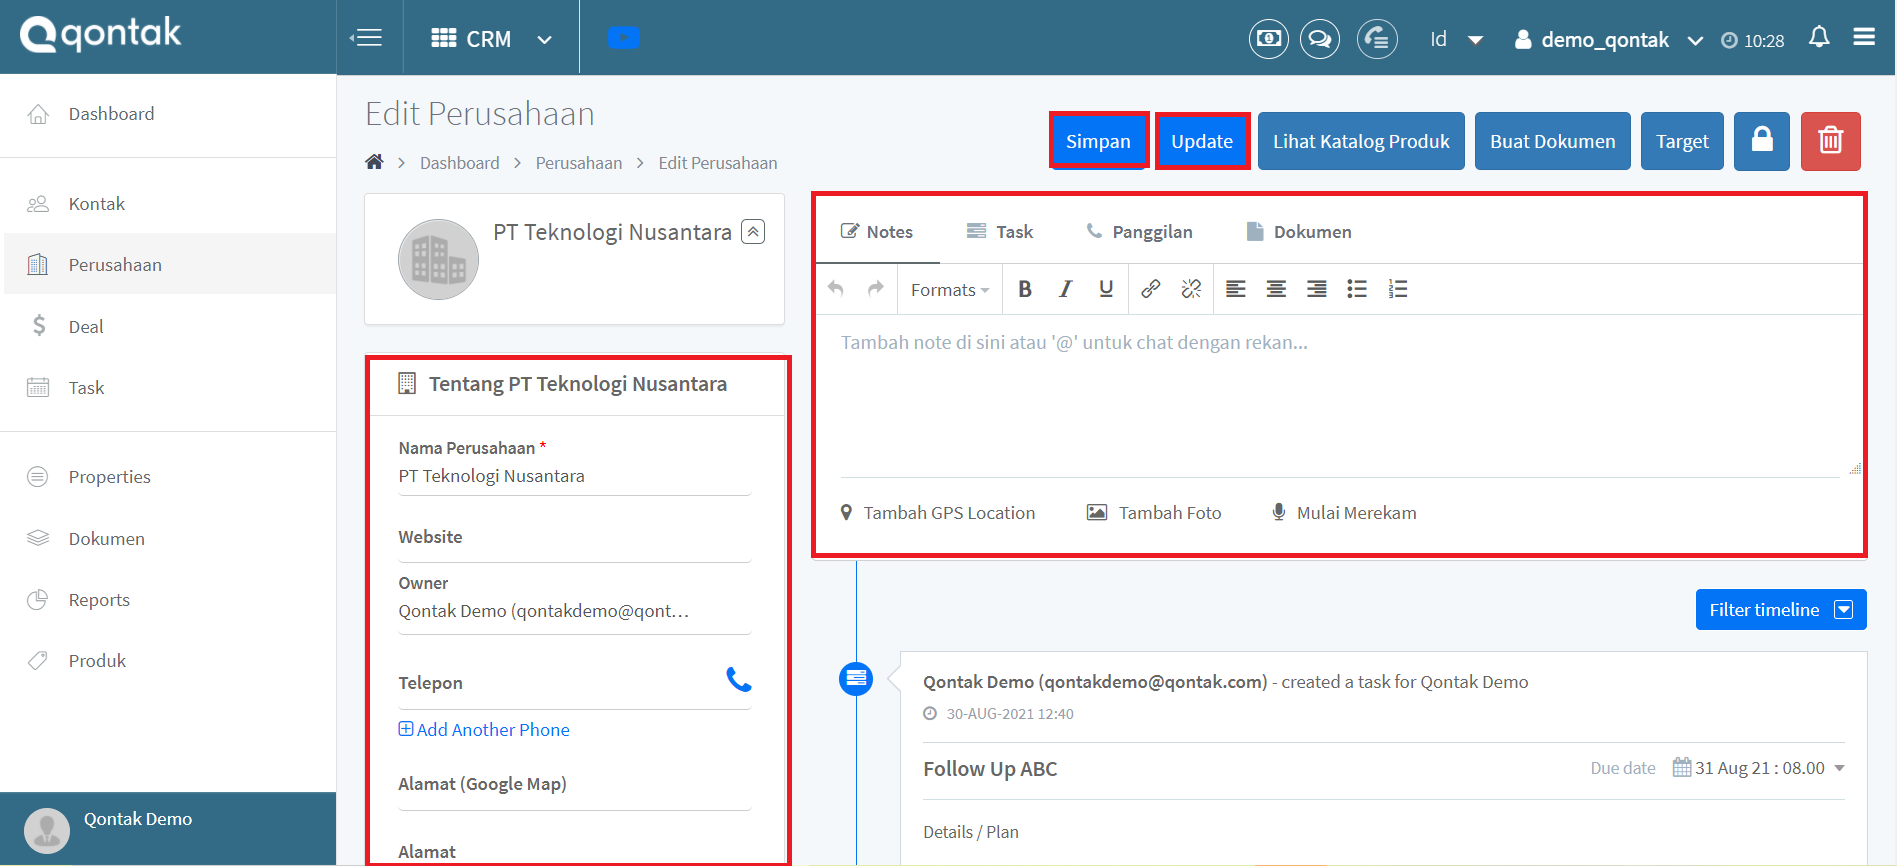 qontak
CRM
Id
demo_qontak
10:28
Dashboard
Kontak
Perusahaan
Deal
Task
Properties
Dokumen
Reports
Produk
Qontak Demo
Edit Perusahaan
Dashboard > Perusahaan > Edit Perusahaan
Simpan
Update
Lihat Katalog Produk
Buat Dokumen
Target
PT Teknologi Nusantara
Tentang PT Teknologi Nusantara
Nama Perusahaan *
PT Teknologi Nusantara
Website
Owner
Qontak Demo (qontakdemo@qont...
Telepon
Add Another Phone
Alamat (Google Map)
Alamat
Notes
Task
Panggilan
Dokumen
Formats
B I U
Tambah note di sini atau '@' untuk chat dengan rekan...
Tambah GPS Location
Tambah Foto
Mulai Merekam
Filter timeline
Qontak Demo (qontakdemo@qontak.com) - created a task for Qontak Demo
30-AUG-2021 12:40
Follow Up ABC
Due date 31 Aug 21 : 08.00
Details / Plan